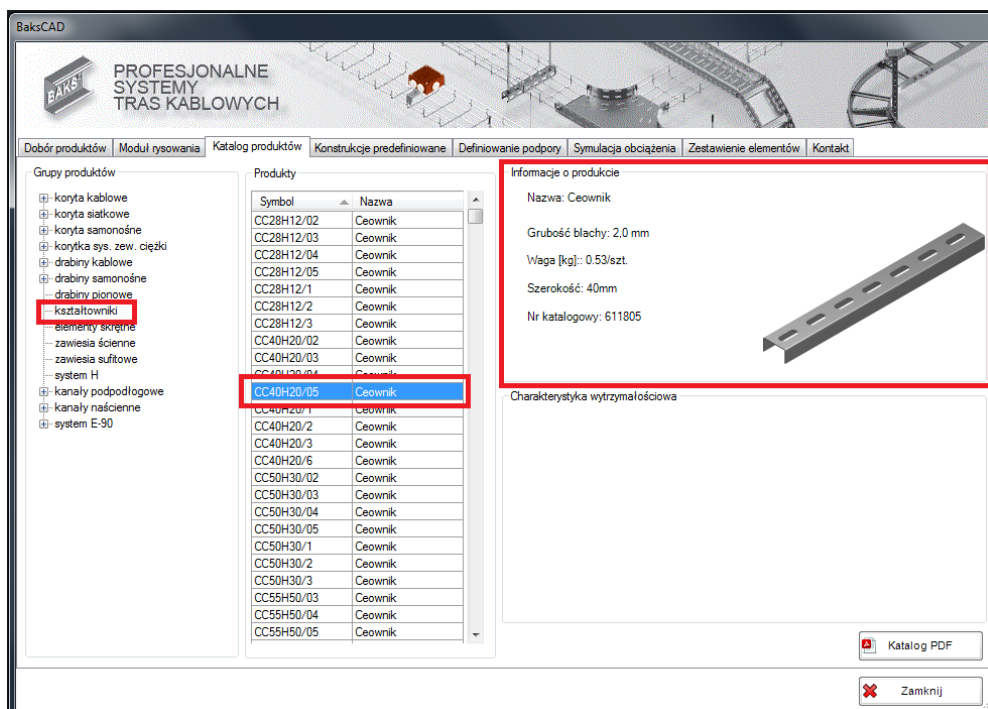 BaksCAD
BAKS
PROFESJONALNE
SYSTEMY
TRAS KABLOWYCH
Dobór produktów
Moduł rysowania
Katalog produktów
Konstrukcje predefiniowane
Definiowanie podpory
Symulacja obciążenia
Zestawienie elementów
Kontakt
Grupy produktów
koryta kablowe
koryta siatkowe
koryta samonośne
korytka sys. zew. ciężki
drabiny kablowe
drabiny samonośne
drabiny pionowe
kształtowniki
elementy skrętne
zawiesia ścienne
zawiesia sufitowe
system H
kanały podpodłogowe
kanały naścienne
system E-90
Produkty
Symbol Nazwa
CC28H12/02 Ceownik
CC28H12/03 Ceownik
CC28H12/04 Ceownik
CC28H12/05 Ceownik
CC28H12/1 Ceownik
CC28H12/2 Ceownik
CC28H12/3 Ceownik
CC40H20/02 Ceownik
CC40H20/03 Ceownik
CC40H20/04 Ceownik
CC40H20/05 Ceownik
CC40H20/1 Ceownik
CC40H20/2 Ceownik
CC40H20/3 Ceownik
CC40H20/6 Ceownik
CC50H30/02 Ceownik
CC50H30/03 Ceownik
CC50H30/04 Ceownik
CC50H30/05 Ceownik
CC50H30/1 Ceownik
CC50H30/2 Ceownik
CC50H30/3 Ceownik
CC55H50/03 Ceownik
CC55H50/04 Ceownik
CC55H50/05 Ceownik
Informacje o produkcie
Nazwa: Ceownik
Grubość blachy: 2,0 mm
Waga [kg]:: 0.53/szt.
Szerokość: 40mm
Nr katalogowy: 611805
Charakterystyka wytrzymałościowa
Katalog PDF
Zamknij